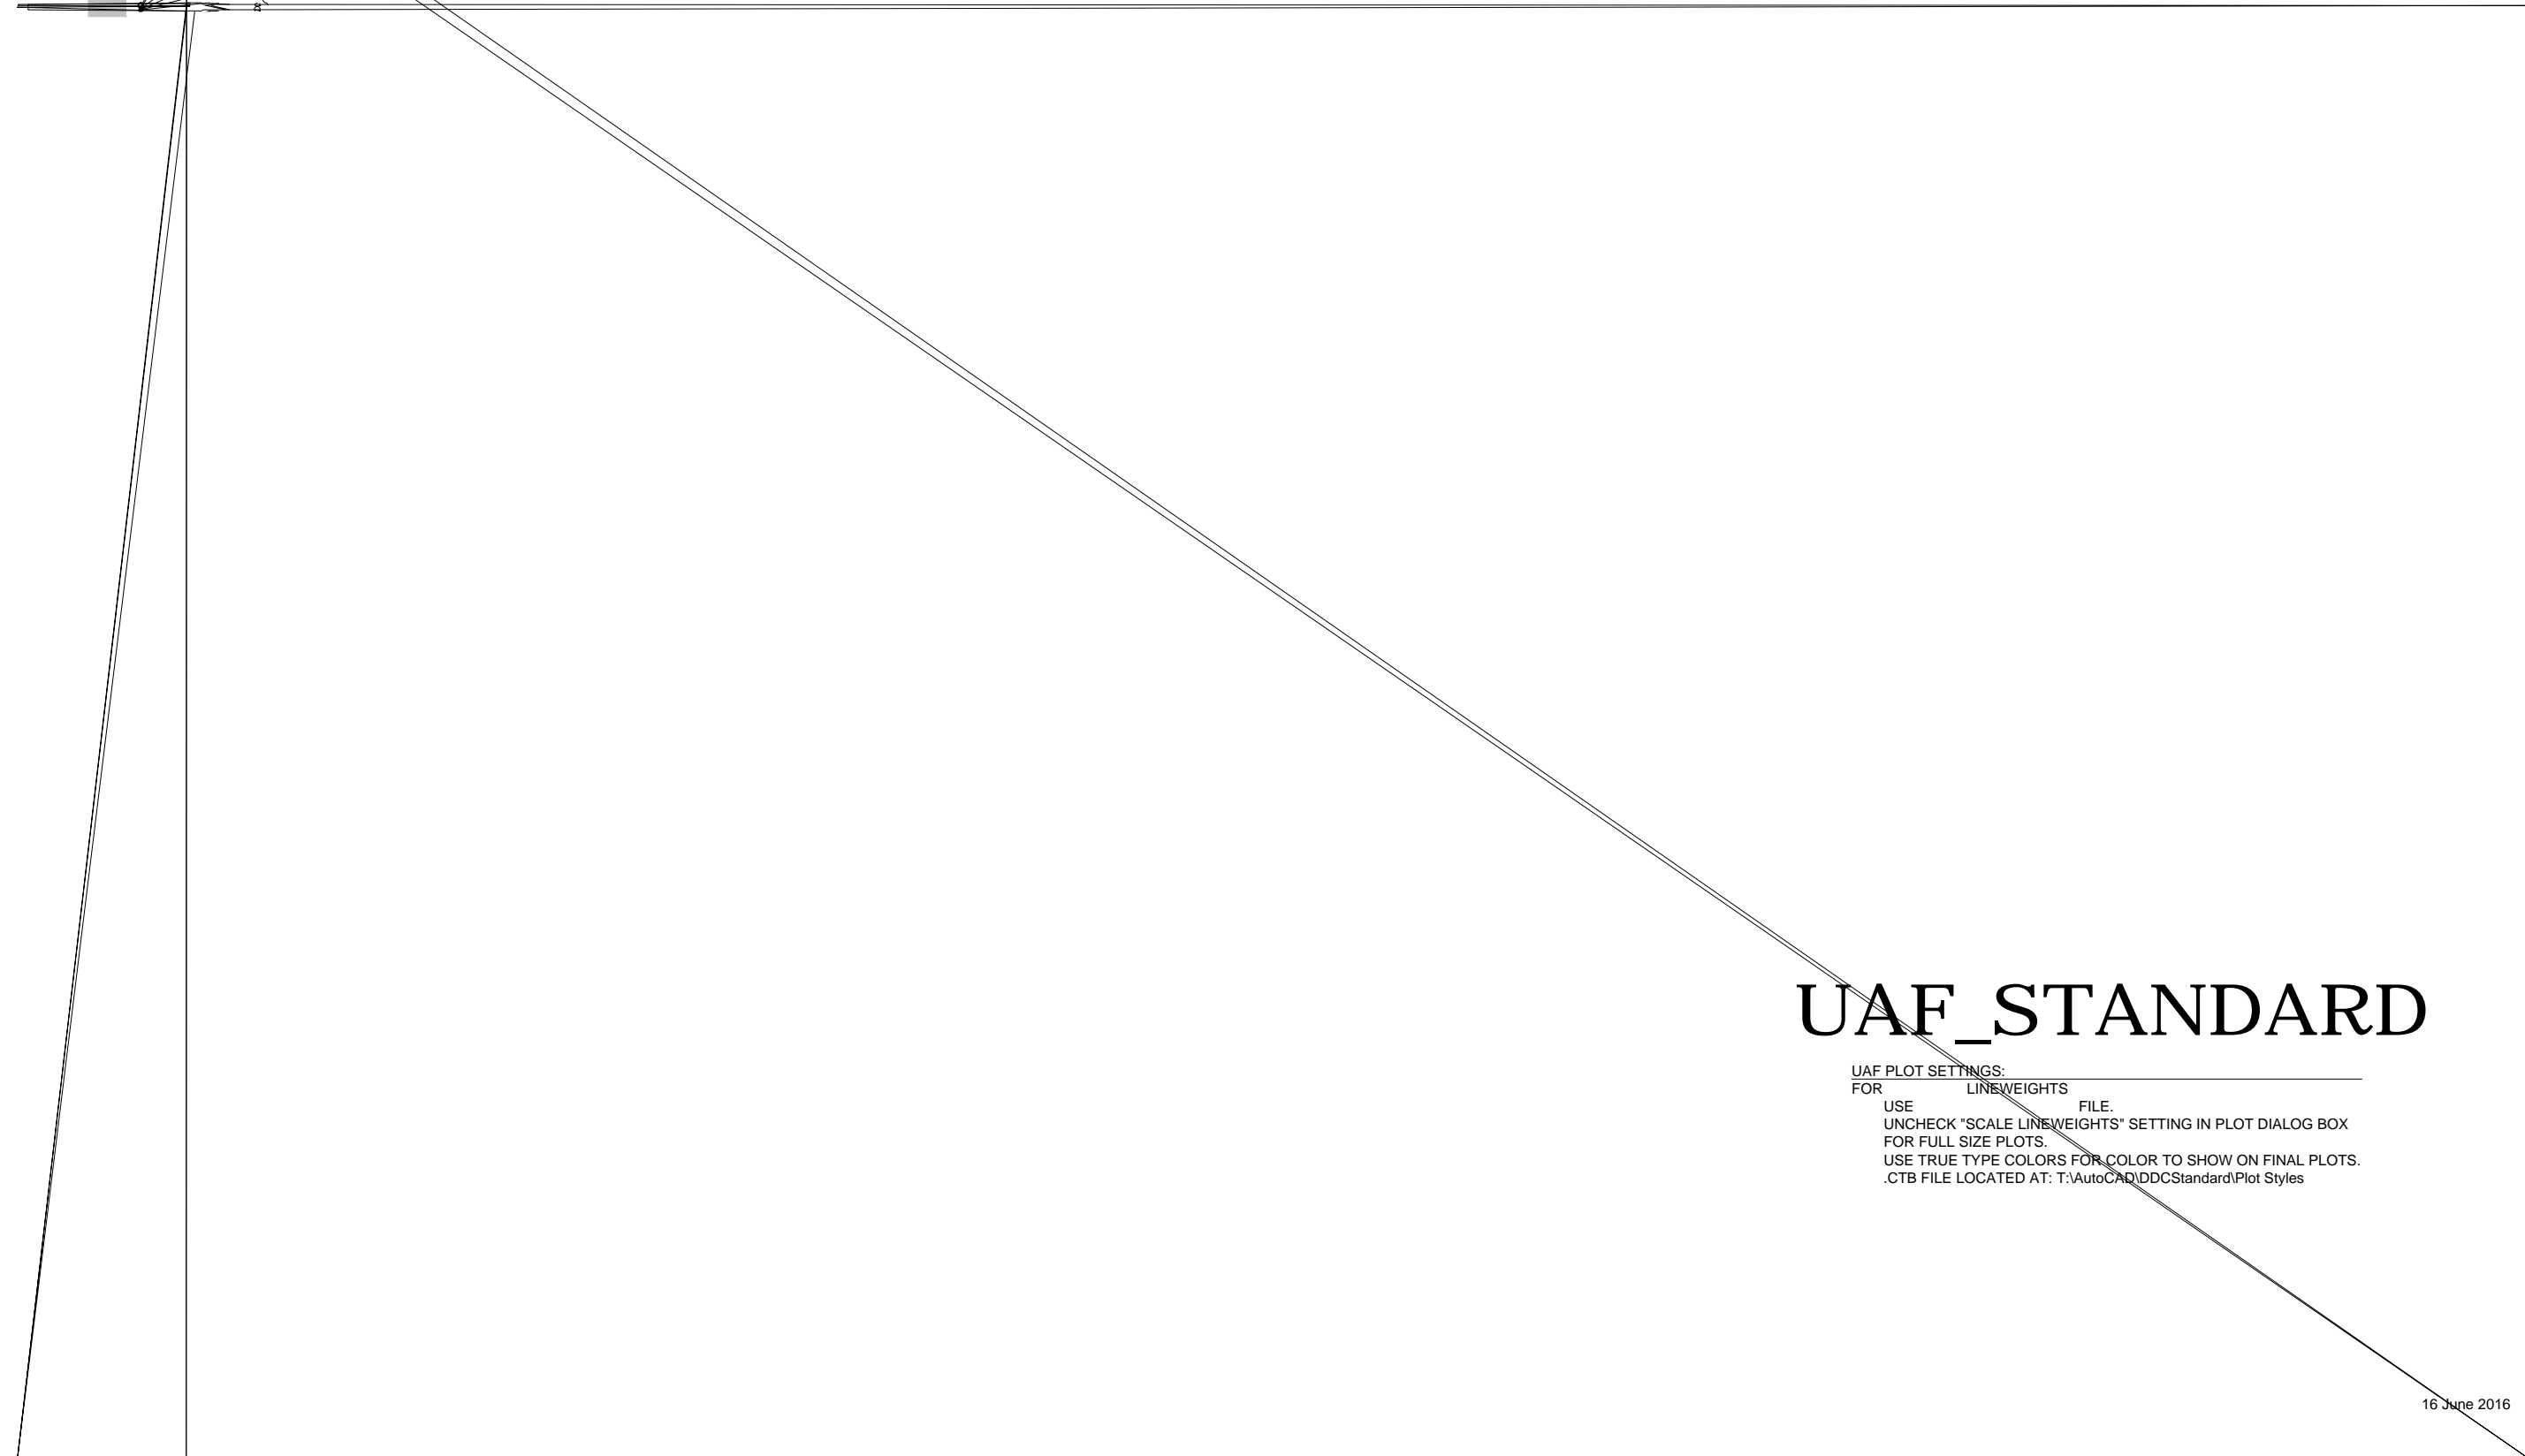 UAF_STANDARD
UAF PLOT SETTINGS:
FOR LINEWEIGHTS
USE FILE.
UNCHECK "SCALE LINEWEIGHTS" SETTING IN PLOT DIALOG BOX
FOR FULL SIZE PLOTS.
USE TRUE TYPE COLORS FOR COLOR TO SHOW ON FINAL PLOTS.
.CTB FILE LOCATED AT: T:\AutoCAD\DDCStandard\Plot Styles
16 June 2016